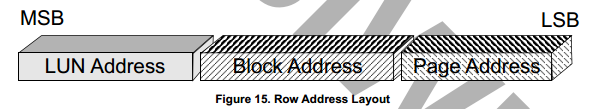 MSB LSB
LUN Address Block Address Page Address
Figure 15. Row Address Layout